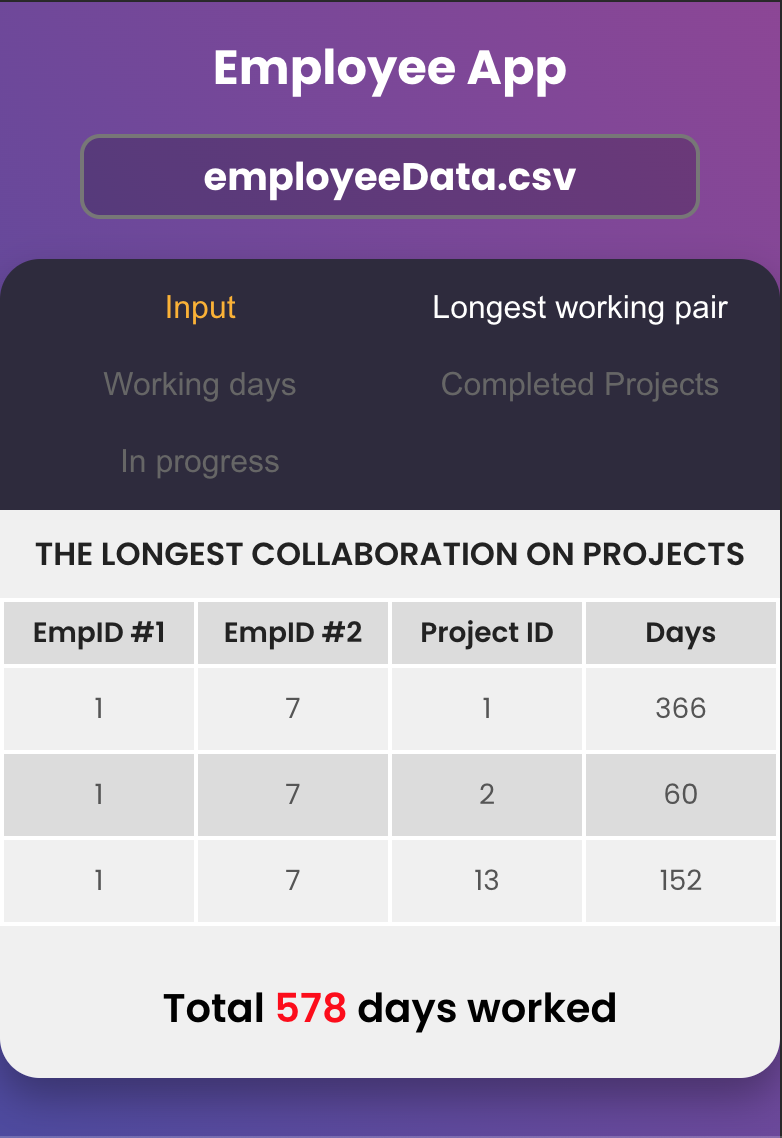 Employee App
employeeData.csv
Input Longest working pair
Working days Completed Projects
In progress
THE LONGEST COLLABORATION ON PROJECTS
EmpID #1 EmpID #2 Project ID Days
1 7 1 366
1 7 2 60
1 7 13 152
Total 578 days worked